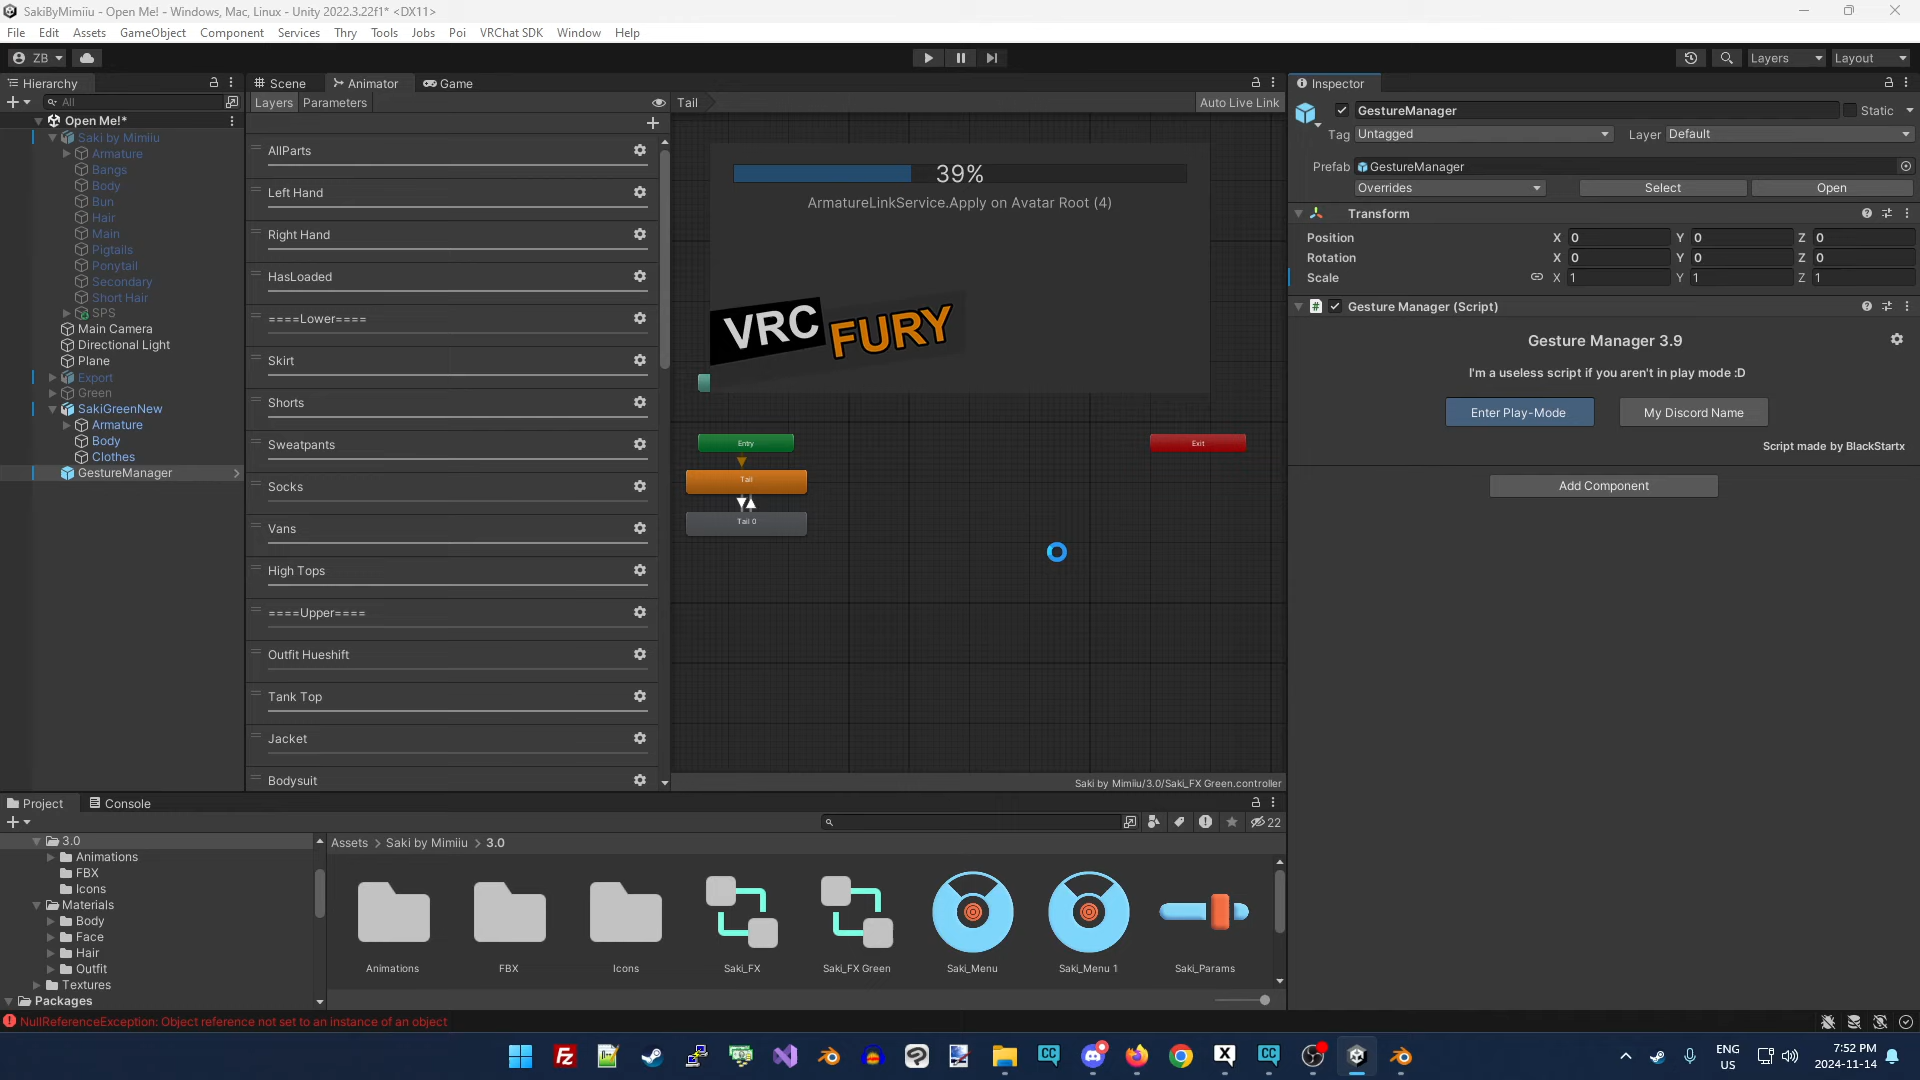 SakiByMimiiu - Open Me! - Windows, Mac, Linux - Unity 2022.3.22f1* <DX11>
File Edit Assets GameObject Component Services Thry Tools Jobs Poi VRChat SDK Window Help
ZB Layers Layout
Hierarchy
All
Open Me!*
Saki by Mimiiu
Armature
Bangs
Body
Bun
Hair
Main
Pigtails
Ponytail
Secondary
Short Hair
SPS
Main Camera
Directional Light
Plane
Export
Green
SakiGreenNew
Armature
Body
Clothes
GestureManager
Scene Animator Game
Layers Parameters
Tail Auto Live Link
AllParts
Left Hand
Right Hand
HasLoaded
====Lower====
Skirt
Shorts
Sweatpants
Socks
Vans
High Tops
====Upper====
Outfit Hueshift
Tank Top
Jacket
Bodysuit
39%
ArmatureLinkService.Apply on Avatar Root (4)
VRC FURY
Entry
Exit
Tail
Tail 0
Saki by Mimiiu/3.0/Saki_FX Green.controller
Inspector
GestureManager Static
Tag Untagged Layer Default
Prefab GestureManager
Overrides Select Open
Transform
Position X 0 Y 0 Z 0
Rotation X 0 Y 0 Z 0
Scale X 1 Y 1 Z 1
Gesture Manager (Script)
Gesture Manager 3.9
I'm a useless script if you aren't in play mode :D
Enter Play-Mode My Discord Name
Script made by BlackStartx
Add Component
Project Console
22
3.0
Animations
FBX
Icons
Materials
Body
Face
Hair
Outfit
Textures
Packages
Assets > Saki by Mimiiu > 3.0
Animations FBX Icons Saki_FX Saki_FX Green Saki_Menu Saki_Menu 1 Saki_Params
NullReferenceException: Object reference not set to an instance of an object
ENG
US
7:52 PM
2024-11-14